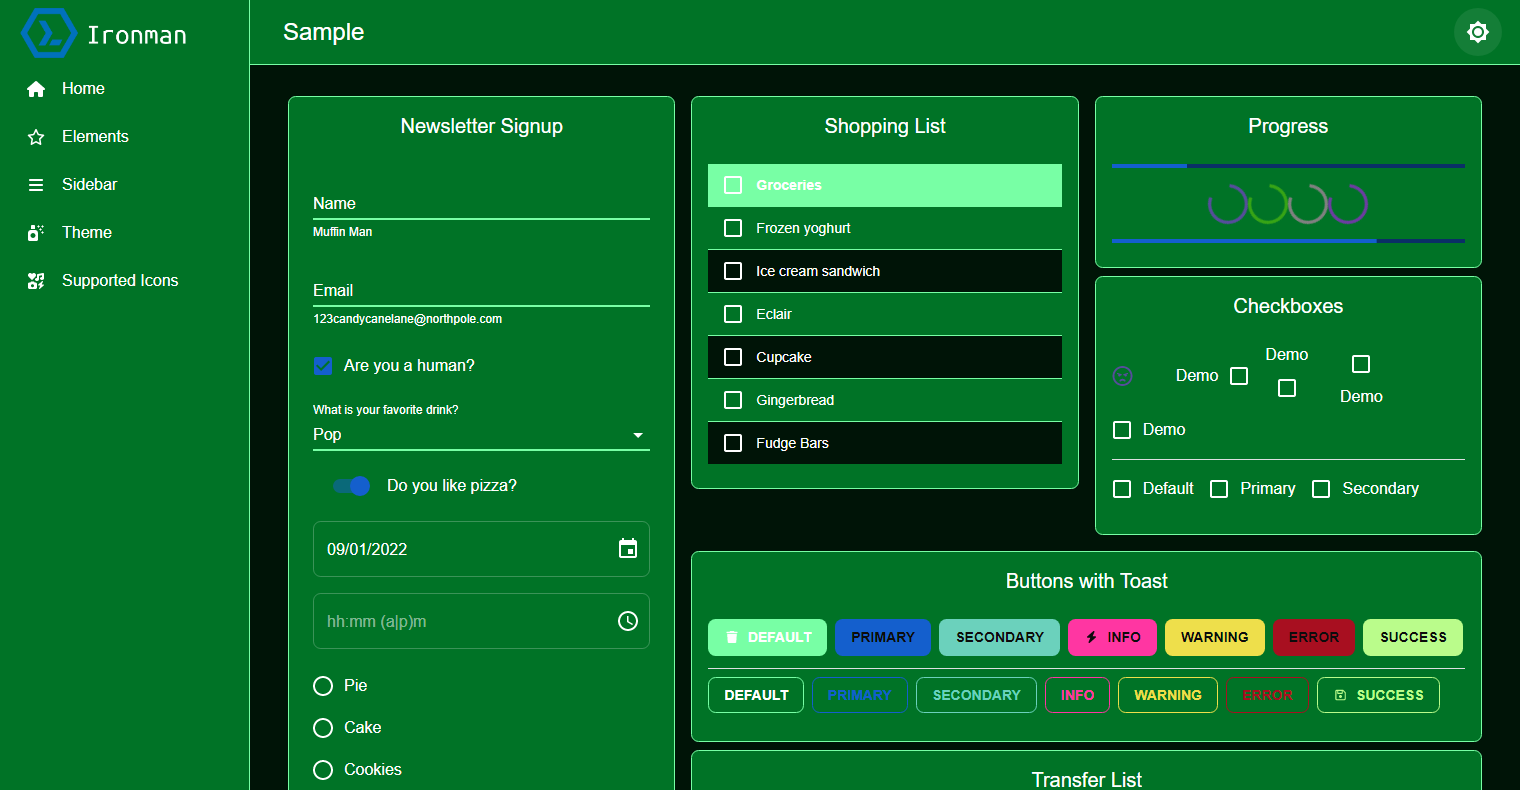 Ironman
Home
Elements
Sidebar
Theme
Supported Icons
Sample
Newsletter Signup
Name
Muffin Man
Email
123candycanelane@northpole.com
Are you a human?
What is your favorite drink?
Pop
Do you like pizza?
09/01/2022
hh:mm (a|p)m
Pie
Cake
Cookies
Shopping List
Groceries
Frozen yoghurt
Ice cream sandwich
Eclair
Cupcake
Gingerbread
Fudge Bars
Progress
Checkboxes
Demo
Demo
Demo
Demo
Default Primary Secondary
Buttons with Toast
DEFAULT PRIMARY SECONDARY INFO WARNING ERROR SUCCESS
DEFAULT PRIMARY SECONDARY INFO WARNING ERROR SUCCESS
Transfer List